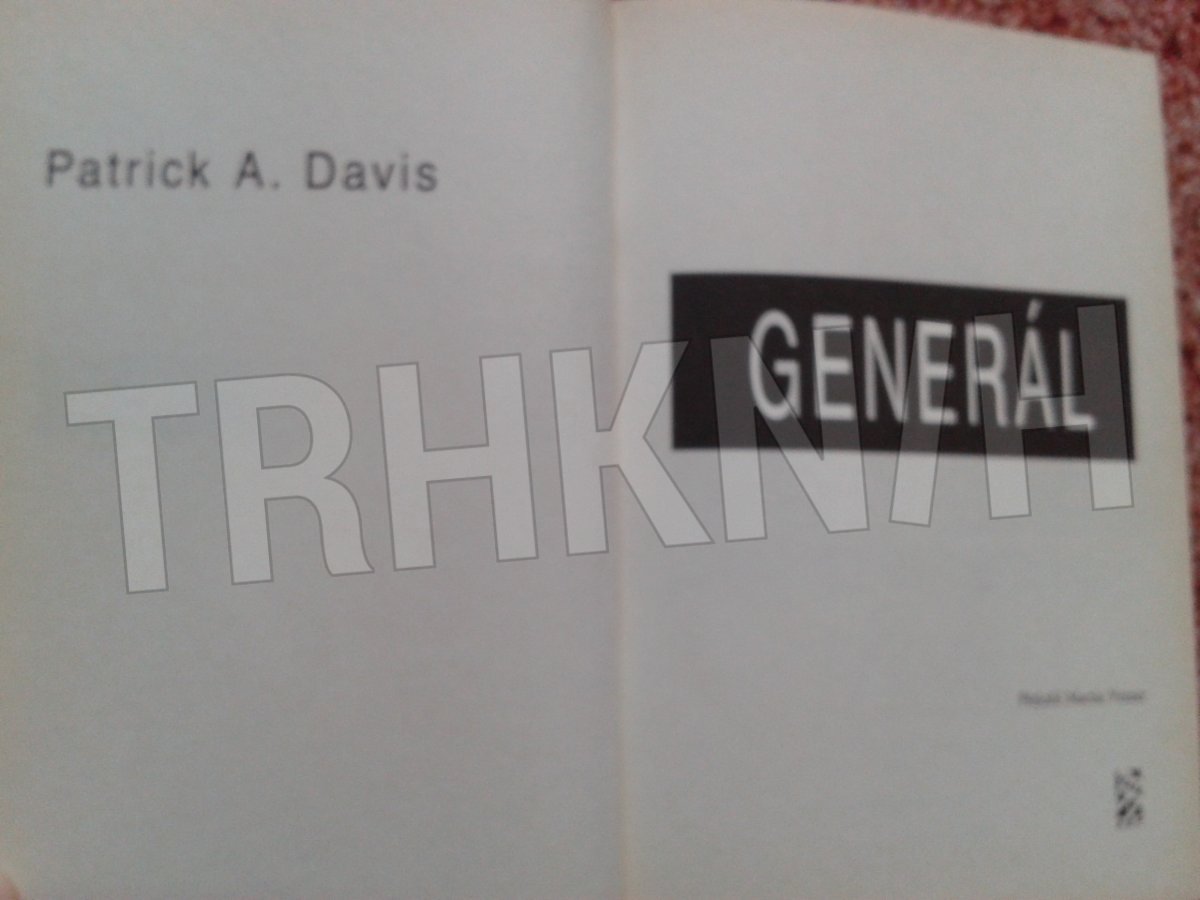 Patrick A. Davis
GENERÁL
TRHKNIH